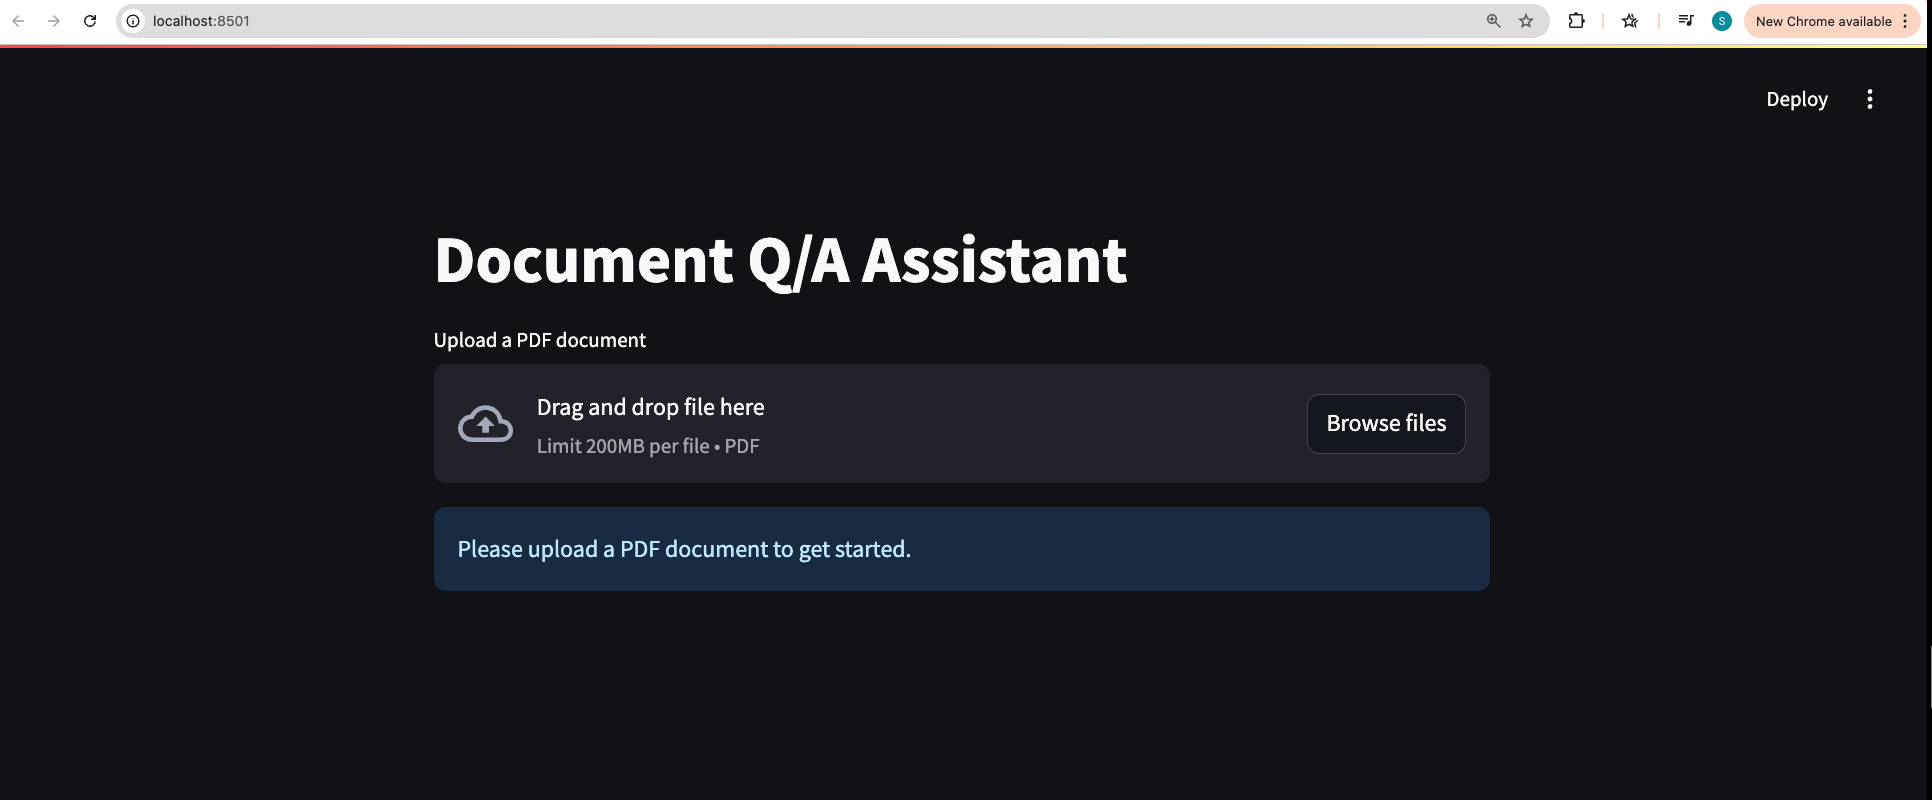 localhost:8501
S
New Chrome available
Deploy
Document Q/A Assistant
Upload a PDF document
Drag and drop file here
Limit 200MB per file • PDF
Browse files
Please upload a PDF document to get started.